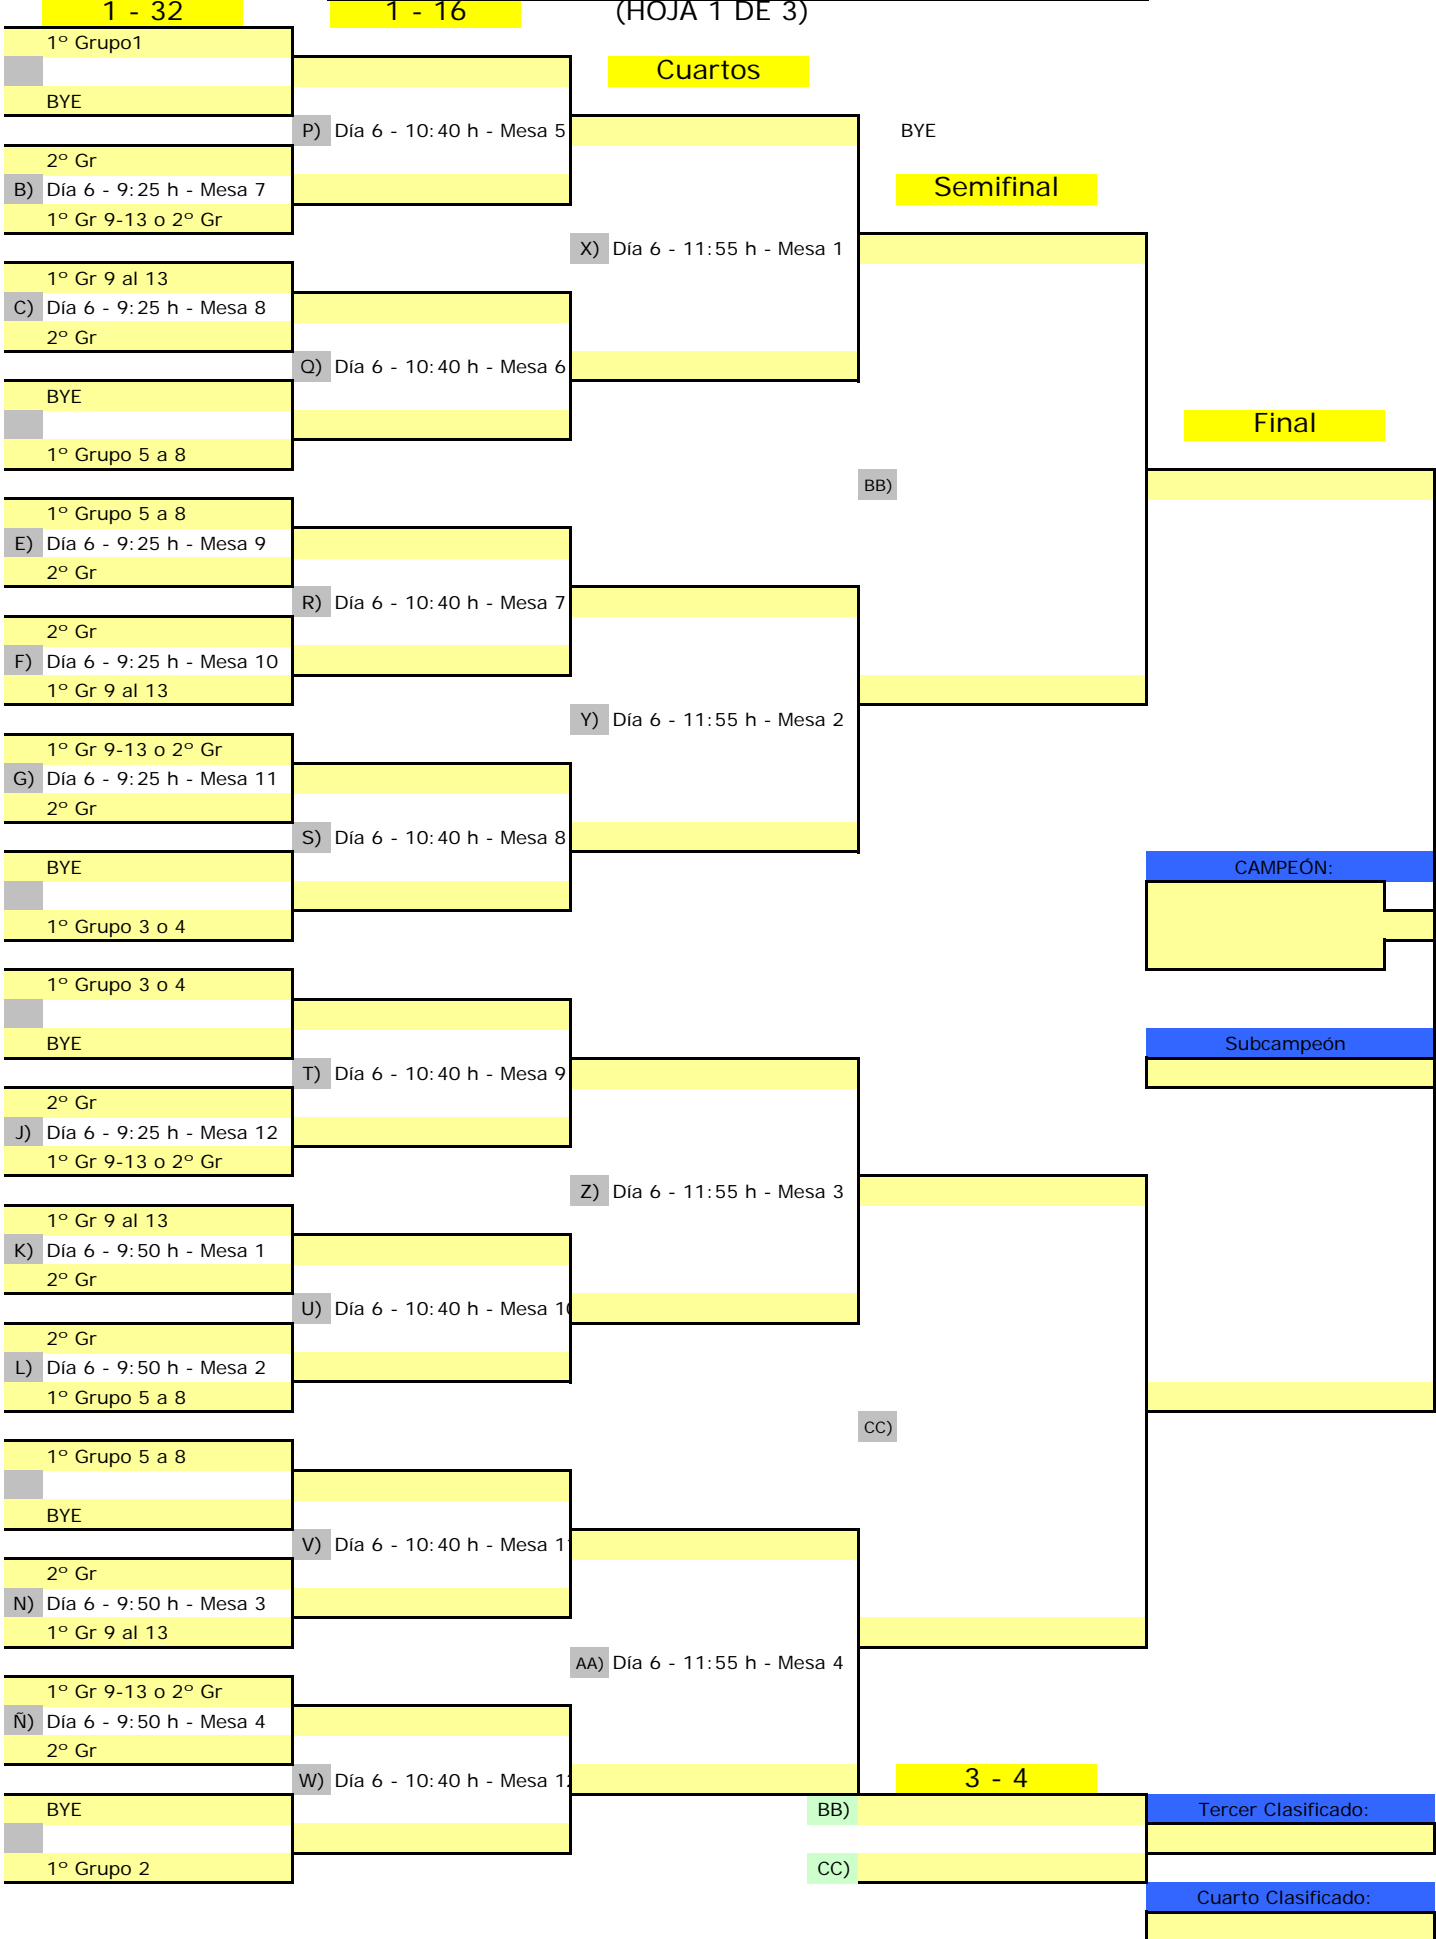 1 - 32
1 - 16
(HOJA 1 DE 3)
1º Grupo1
Cuartos
BYE
P) Día 6 - 10:40 h - Mesa 5
BYE
2º Gr
B) Día 6 - 9:25 h - Mesa 7
Semifinal
1º Gr 9-13 o 2º Gr
X) Día 6 - 11:55 h - Mesa 1
1º Gr 9 al 13
C) Día 6 - 9:25 h - Mesa 8
2º Gr
Q) Día 6 - 10:40 h - Mesa 6
BYE
Final
1º Grupo 5 a 8
BB)
1º Grupo 5 a 8
E) Día 6 - 9:25 h - Mesa 9
2º Gr
R) Día 6 - 10:40 h - Mesa 7
2º Gr
F) Día 6 - 9:25 h - Mesa 10
1º Gr 9 al 13
Y) Día 6 - 11:55 h - Mesa 2
1º Gr 9-13 o 2º Gr
G) Día 6 - 9:25 h - Mesa 11
2º Gr
S) Día 6 - 10:40 h - Mesa 8
BYE
CAMPEÓN:
1º Grupo 3 o 4
1º Grupo 3 o 4
BYE
Subcampeón
T) Día 6 - 10:40 h - Mesa 9
2º Gr
J) Día 6 - 9:25 h - Mesa 12
1º Gr 9-13 o 2º Gr
Z) Día 6 - 11:55 h - Mesa 3
1º Gr 9 al 13
K) Día 6 - 9:50 h - Mesa 1
2º Gr
U) Día 6 - 10:40 h - Mesa 10
2º Gr
L) Día 6 - 9:50 h - Mesa 2
1º Grupo 5 a 8
CC)
1º Grupo 5 a 8
BYE
V) Día 6 - 10:40 h - Mesa 11
2º Gr
N) Día 6 - 9:50 h - Mesa 3
1º Gr 9 al 13
AA) Día 6 - 11:55 h - Mesa 4
1º Gr 9-13 o 2º Gr
Ñ) Día 6 - 9:50 h - Mesa 4
2º Gr
W) Día 6 - 10:40 h - Mesa 12
3 - 4
BYE
BB)
Tercer Clasificado:
1º Grupo 2
CC)
Cuarto Clasificado: